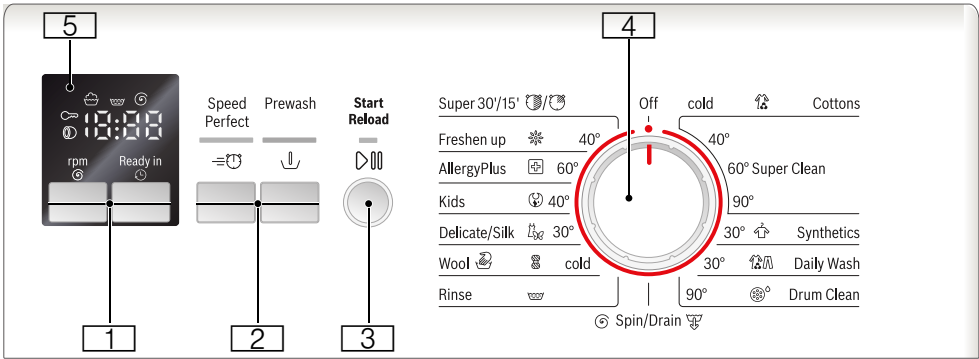 5
4
18:88
rpm
Ready in
Speed
Perfect
Prewash
Start
Reload
Super 30'/15'
Freshen up 40°
AllergyPlus 60°
Kids 40°
Delicate/Silk 30°
Wool cold
Rinse
Off
cold Cottons
40°
60° Super Clean
90°
30° Synthetics
30° Daily Wash
90° Drum Clean
Spin/Drain
1
2
3